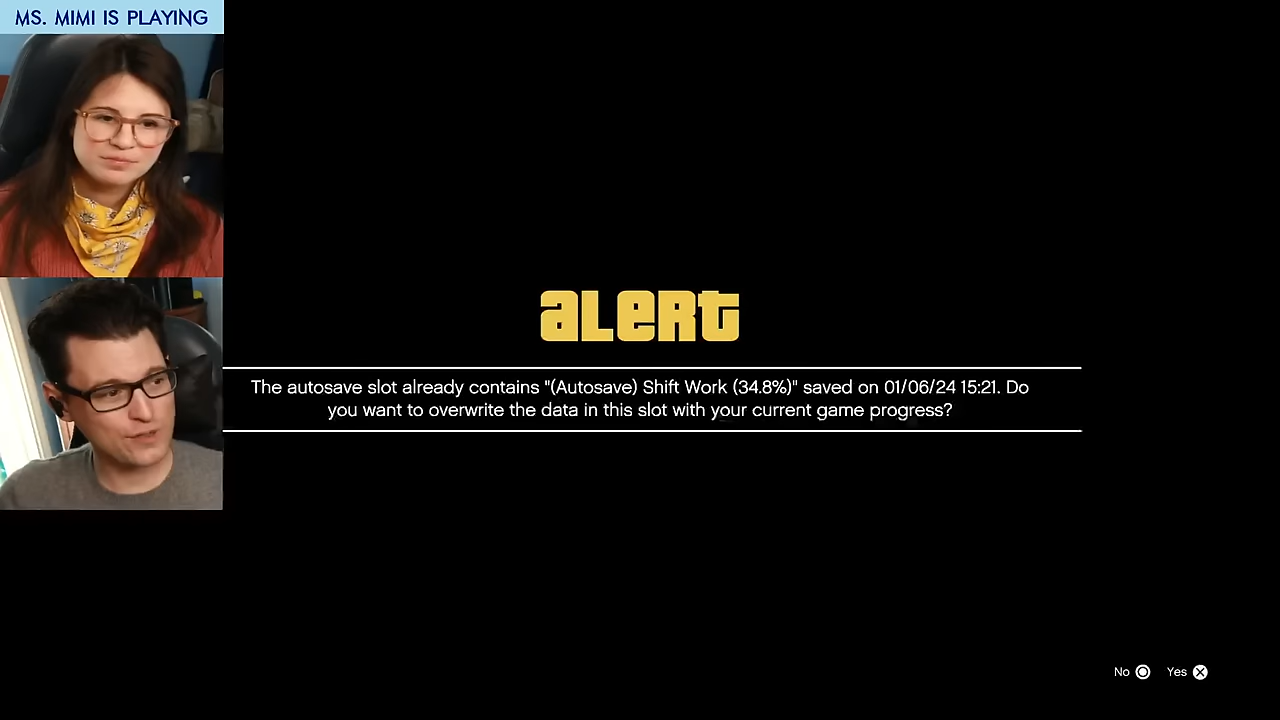 MS. MIMI IS PLAYING
aLeRt
The autosave slot already contains "(Autosave) Shift Work (34.8%)" saved on 01/06/24 15:21. Do
you want to overwrite the data in this slot with your current game progress?
No Yes